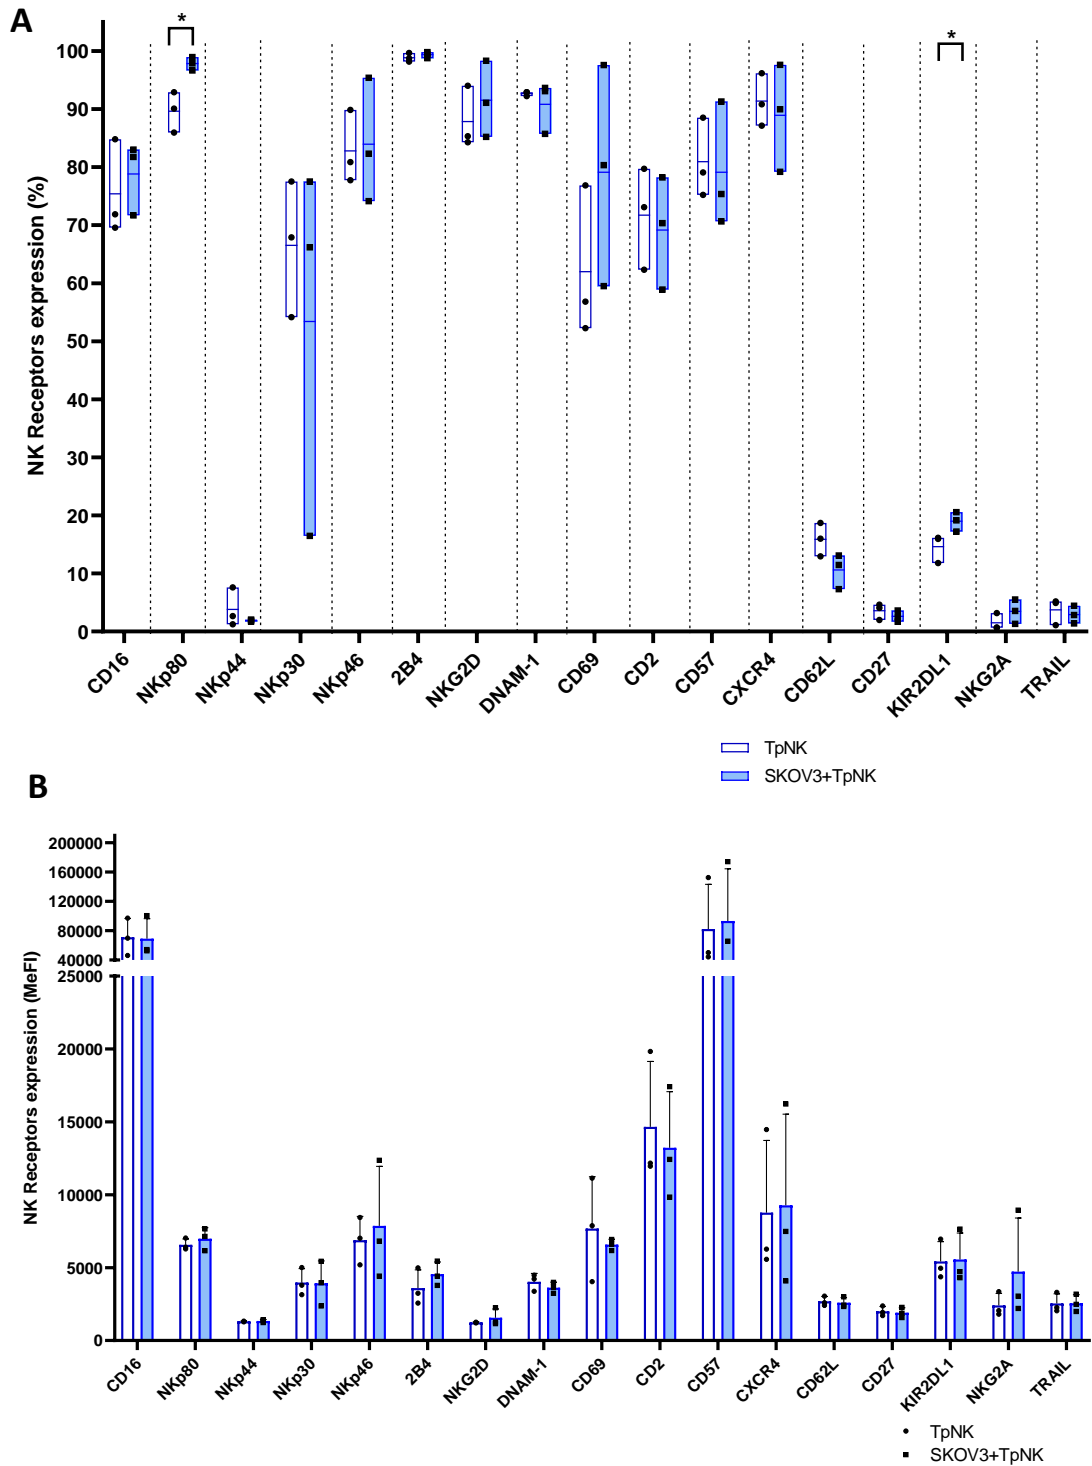 A
NK Receptors expression (%)
100
90
80
70
60
50
40
30
20
10
0
* *
CD16 NKp80 NKp44 NKp30 NKp46 2B4 NKG2D DNAM-1 CD69 CD2 CD57 CXCR4 CD62L CD27 KIR2DL1 NKG2A TRAIL
TpNK
SKOV3+TpNK
B
NK Receptors expression (MeFI)
200000
160000
120000
80000
40000
25000
20000
15000
10000
5000
0
CD16 NKp80 NKp44 NKp30 NKp46 2B4 NKG2D DNAM-1 CD69 CD2 CD57 CXCR4 CD62L CD27 KIR2DL1 NKG2A TRAIL
TpNK
SKOV3+TpNK